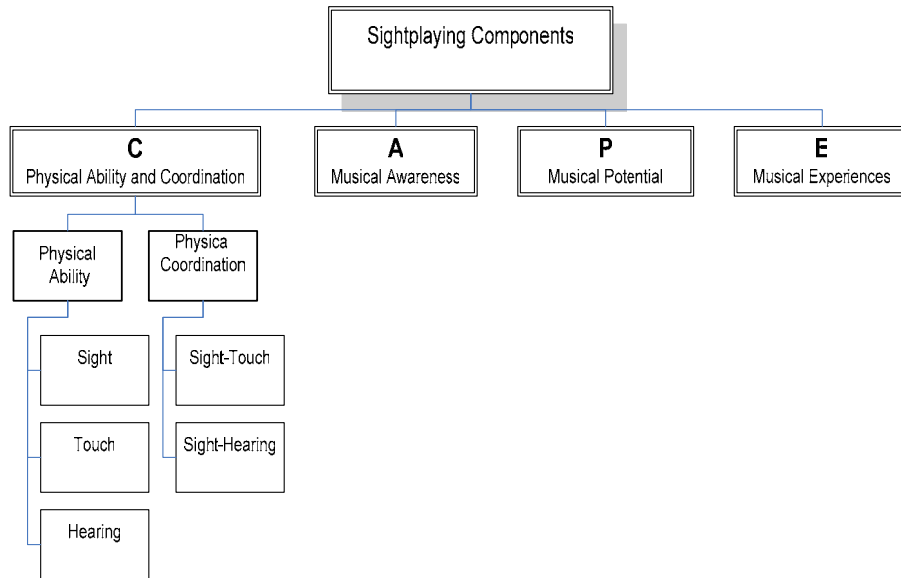 Sightplaying Components
C
Physical Ability and Coordination
A
Musical Awareness
P
Musical Potential
E
Musical Experiences
Physical
Ability
Physica
Coordination
Sight
Touch
Hearing
Sight-Touch
Sight-Hearing